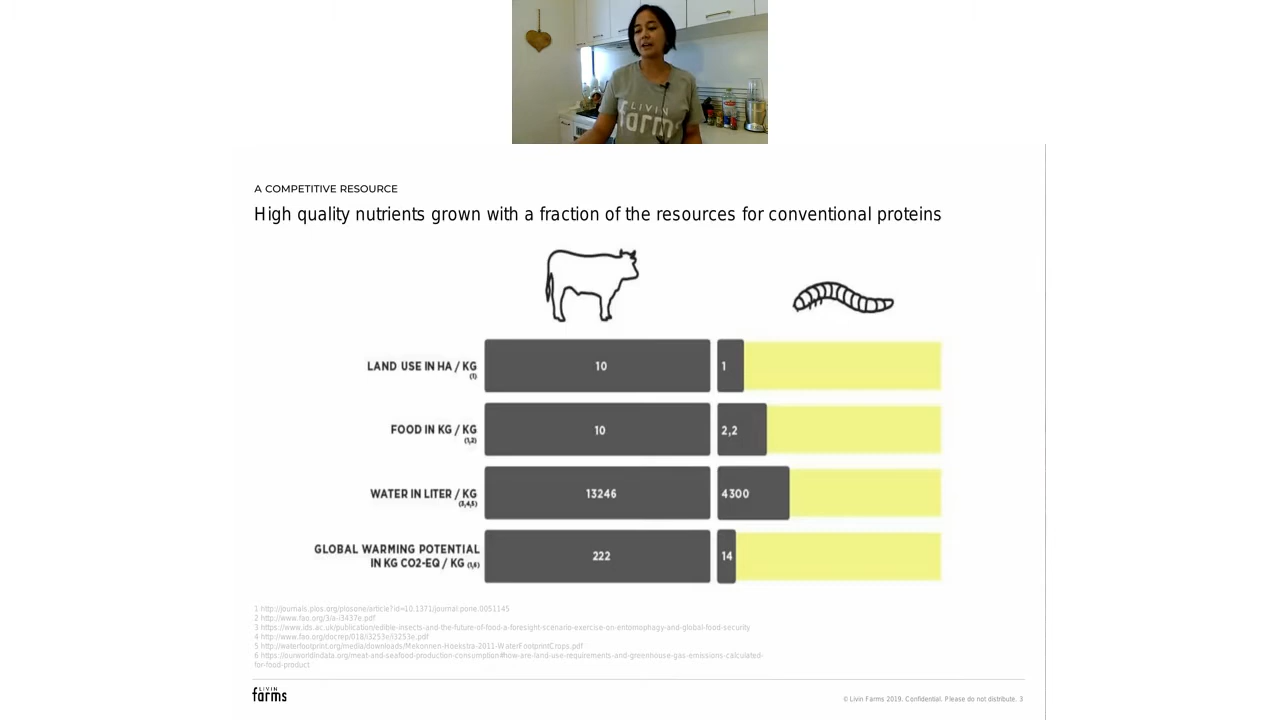 LIVIN
farms
A COMPETITIVE RESOURCE
High quality nutrients grown with a fraction of the resources for conventional proteins
LAND USE IN HA / KG
(1)
10
1
FOOD IN KG / KG
(1,2)
10
2,2
WATER IN LITER / KG
(3,4,5)
13246
4300
GLOBAL WARMING POTENTIAL
IN KG CO2-EQ / KG (1,6)
222
14
1 http://journals.plos.org/plosone/article?id=10.1371/journal.pone.0051145
2 http://www.fao.org/3/a-i3437e.pdf
3 https://www.ids.ac.uk/publication/edible-insects-and-the-future-of-food-a-foresight-scenario-exercise-on-entomophagy-and-global-food-security
4 http://www.fao.org/docrep/018/i3253e/i3253e.pdf
5 http://waterfootprint.org/media/downloads/Mekonnen-Hoekstra-2011-WaterFootprintCrops.pdf
6 https://ourworldindata.org/meat-and-seafood-production-consumption#how-are-land-use-requirements-and-greenhouse-gas-emissions-calculated-
for-food-product
LIVIN
farms
© Livin Farms 2019. Confidential. Please do not distribute. 3